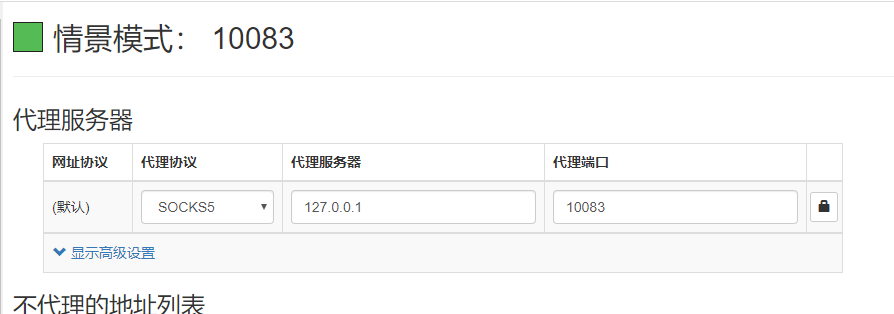 情景模式： 10083
代理服务器
网址协议 代理协议 代理服务器 代理端口
(默认) SOCKS5 127.0.0.1 10083
显示高级设置
不代理的地址列表